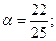 α = 22/25;